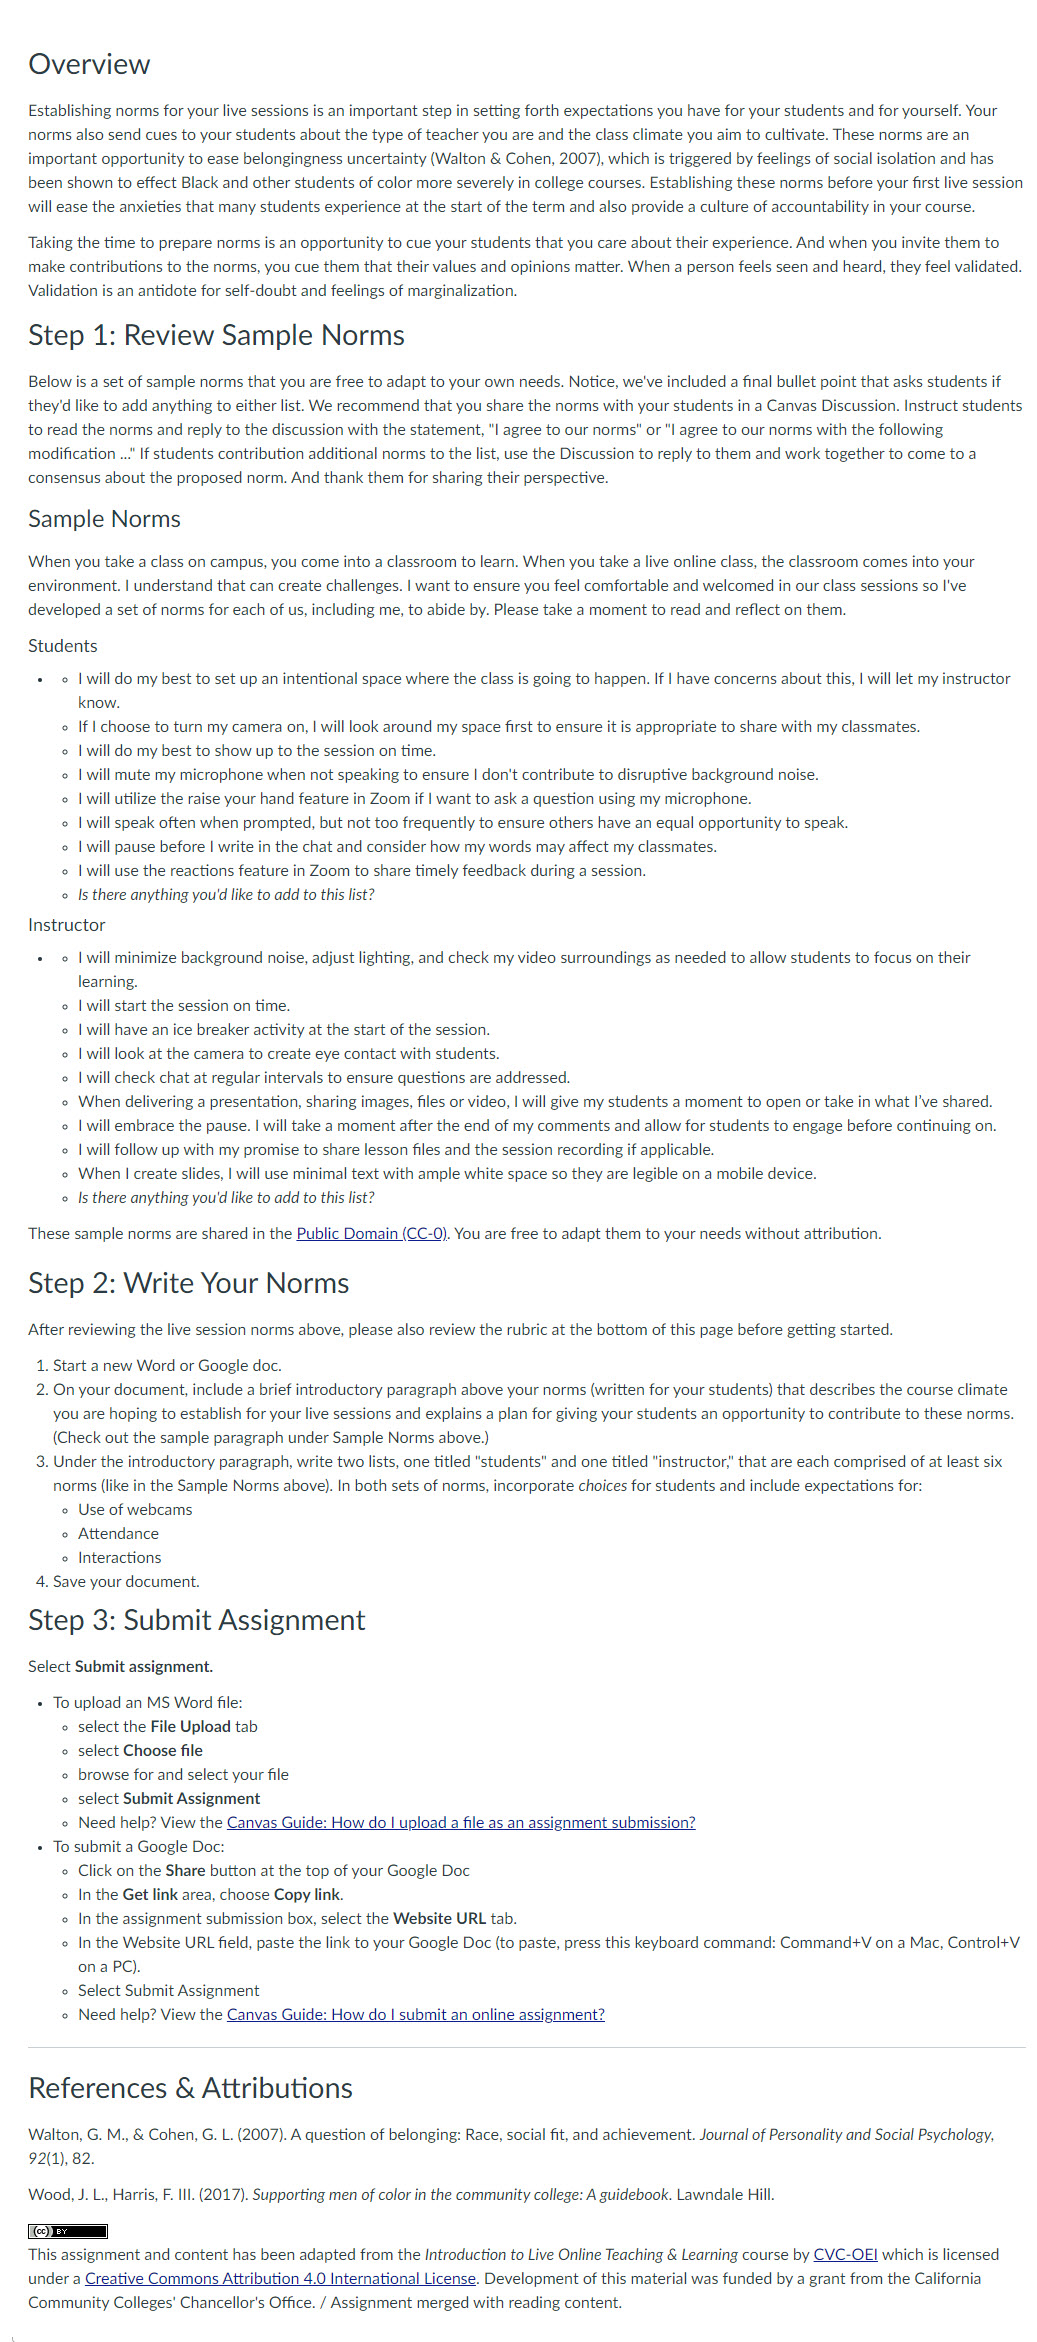 Overview
Establishing norms for your live sessions is an important step in setting forth expectations you have for your students and for yourself. Your
norms also send cues to your students about the type of teacher you are and the class climate you aim to cultivate. These norms are an
important opportunity to ease belongingness uncertainty (Walton & Cohen, 2007), which is triggered by feelings of social isolation and has
been shown to effect Black and other students of color more severely in college courses. Establishing these norms before your first live session
will ease the anxieties that many students experience at the start of the term and also provide a culture of accountability in your course.
Taking the time to prepare norms is an opportunity to cue your students that you care about their experience. And when you invite them to
make contributions to the norms, you cue them that their values and opinions matter. When a person feels seen and heard, they feel validated.
Validation is an antidote for self-doubt and feelings of marginalization.
Step 1: Review Sample Norms
Below is a set of sample norms that you are free to adapt to your own needs. Notice, we've included a final bullet point that asks students if
they'd like to add anything to either list. We recommend that you share the norms with your students in a Canvas Discussion. Instruct students
to read the norms and reply to the discussion with the statement, "I agree to our norms" or "I agree to our norms with the following
modification ..." If students contribution additional norms to the list, use the Discussion to reply to them and work together to come to a
consensus about the proposed norm. And thank them for sharing their perspective.
Sample Norms
When you take a class on campus, you come into a classroom to learn. When you take a live online class, the classroom comes into your
environment. I understand that can create challenges. I want to ensure you feel comfortable and welcomed in our class sessions so I've
developed a set of norms for each of us, including me, to abide by. Please take a moment to read and reflect on them.
Students
• ◦ I will do my best to set up an intentional space where the class is going to happen. If I have concerns about this, I will let my instructor
know.
◦ If I choose to turn my camera on, I will look around my space first to ensure it is appropriate to share with my classmates.
◦ I will do my best to show up to the session on time.
◦ I will mute my microphone when not speaking to ensure I don't contribute to disruptive background noise.
◦ I will utilize the raise your hand feature in Zoom if I want to ask a question using my microphone.
◦ I will speak often when prompted, but not too frequently to ensure others have an equal opportunity to speak.
◦ I will pause before I write in the chat and consider how my words may affect my classmates.
◦ I will use the reactions feature in Zoom to share timely feedback during a session.
◦ Is there anything you'd like to add to this list?
Instructor
• ◦ I will minimize background noise, adjust lighting, and check my video surroundings as needed to allow students to focus on their
learning.
◦ I will start the session on time.
◦ I will have an ice breaker activity at the start of the session.
◦ I will look at the camera to create eye contact with students.
◦ I will check chat at regular intervals to ensure questions are addressed.
◦ When delivering a presentation, sharing images, files or video, I will give my students a moment to open or take in what I’ve shared.
◦ I will embrace the pause. I will take a moment after the end of my comments and allow for students to engage before continuing on.
◦ I will follow up with my promise to share lesson files and the session recording if applicable.
◦ When I create slides, I will use minimal text with ample white space so they are legible on a mobile device.
◦ Is there anything you'd like to add to this list?
These sample norms are shared in the Public Domain (CC-0). You are free to adapt them to your needs without attribution.
Step 2: Write Your Norms
After reviewing the live session norms above, please also review the rubric at the bottom of this page before getting started.
1. Start a new Word or Google doc.
2. On your document, include a brief introductory paragraph above your norms (written for your students) that describes the course climate
you are hoping to establish for your live sessions and explains a plan for giving your students an opportunity to contribute to these norms.
(Check out the sample paragraph under Sample Norms above.)
3. Under the introductory paragraph, write two lists, one titled "students" and one titled "instructor," that are each comprised of at least six
norms (like in the Sample Norms above). In both sets of norms, incorporate choices for students and include expectations for:
◦ Use of webcams
◦ Attendance
◦ Interactions
4. Save your document.
Step 3: Submit Assignment
Select Submit assignment.
• To upload an MS Word file:
◦ select the File Upload tab
◦ select Choose file
◦ browse for and select your file
◦ select Submit Assignment
◦ Need help? View the Canvas Guide: How do I upload a file as an assignment submission?
• To submit a Google Doc:
◦ Click on the Share button at the top of your Google Doc
◦ In the Get link area, choose Copy link.
◦ In the assignment submission box, select the Website URL tab.
◦ In the Website URL field, paste the link to your Google Doc (to paste, press this keyboard command: Command+V on a Mac, Control+V
on a PC).
◦ Select Submit Assignment
◦ Need help? View the Canvas Guide: How do I submit an online assignment?
References & Attributions
Walton, G. M., & Cohen, G. L. (2007). A question of belonging: Race, social fit, and achievement. Journal of Personality and Social Psychology,
92(1), 82.
Wood, J. L., Harris, F. III. (2017). Supporting men of color in the community college: A guidebook. Lawndale Hill.
(cc) BY
This assignment and content has been adapted from the Introduction to Live Online Teaching & Learning course by CVC-OEI which is licensed
under a Creative Commons Attribution 4.0 International License. Development of this material was funded by a grant from the California
Community Colleges' Chancellor's Office. / Assignment merged with reading content.